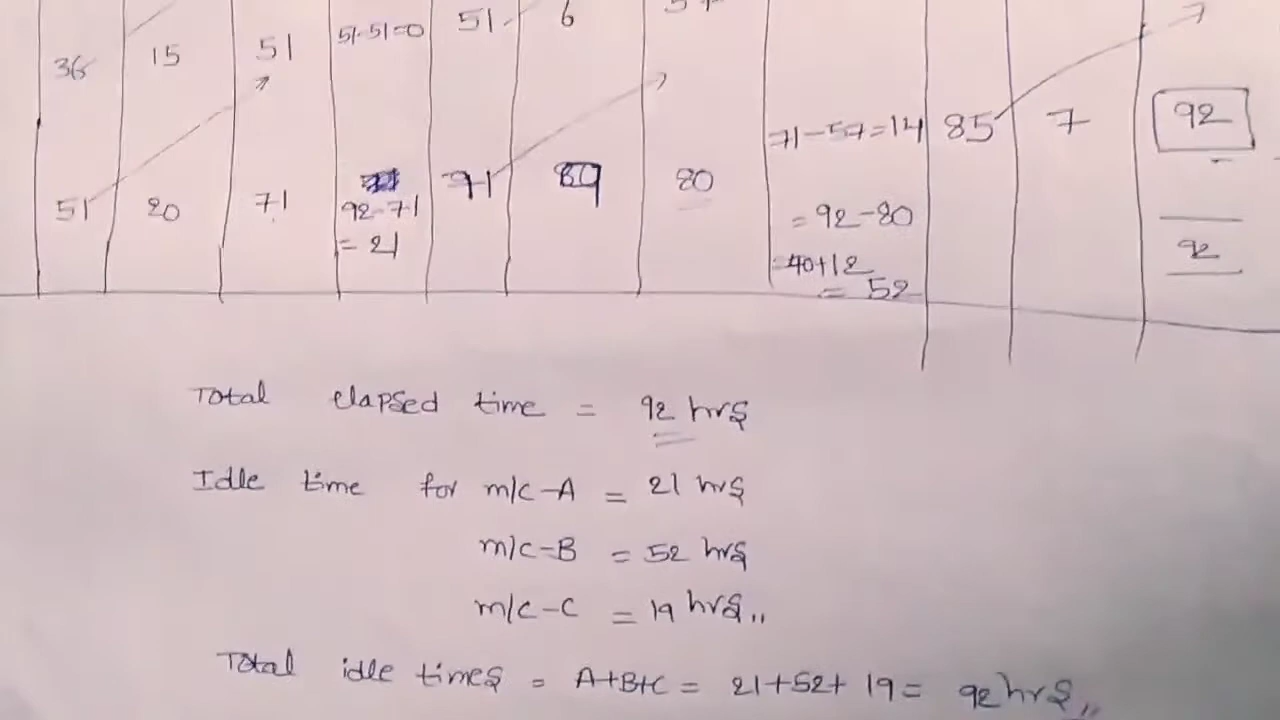 51 6
36 15 51 51-51=0
71-57=14 85 7 92
51 20 71 92-71 71 80
= 21 = 92-80
=40+12 92
= 52
Total elapsed time = 92 hrs
Idle time for m/c-A = 21 hrs
m/c-B = 52 hrs
m/c-C = 19 hrs,,
Total idle times = A+B+C = 21+52+19= 92 hrs,,